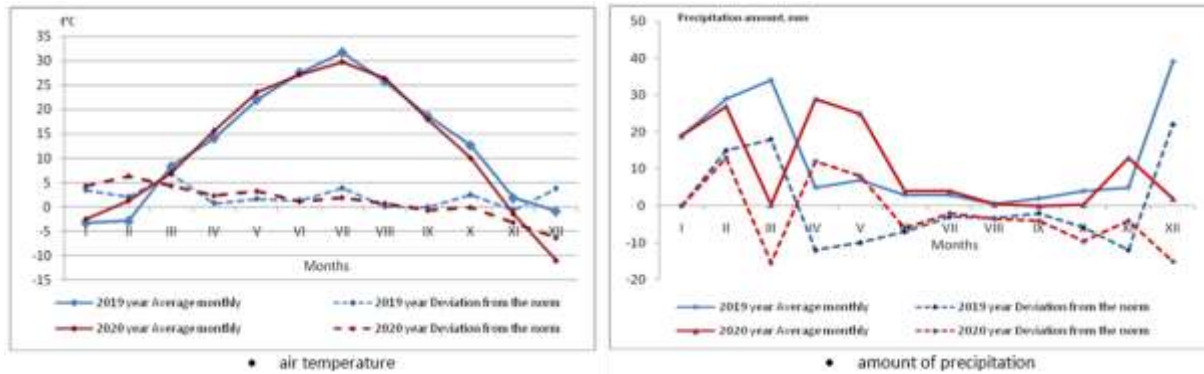 t°C
35
30
25
20
15
10
5
0
-5
-10
-15
I II III IV V VI VII VIII IX X XI XII
Months
2019 year Average monthly
2019 year Deviation from the norm
2020 year Average monthly
2020 year Deviation from the norm
• air temperature
Precipitation amount, mm
50
40
30
20
10
0
-10
-20
I II III IV V VI VII VIII IX X XI XII
Months
2019 year Average monthly
2019 year Deviation from the norm
2020 year Average monthly
2020 year Deviation from the norm
• amount of precipitation